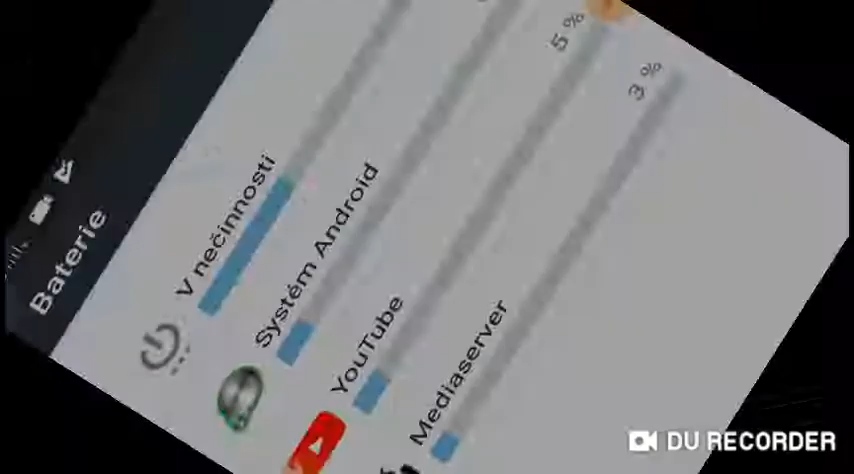 Baterie
V nečinnosti
Systém Android
YouTube
5 %
Mediaserver
3 %
DU RECORDER